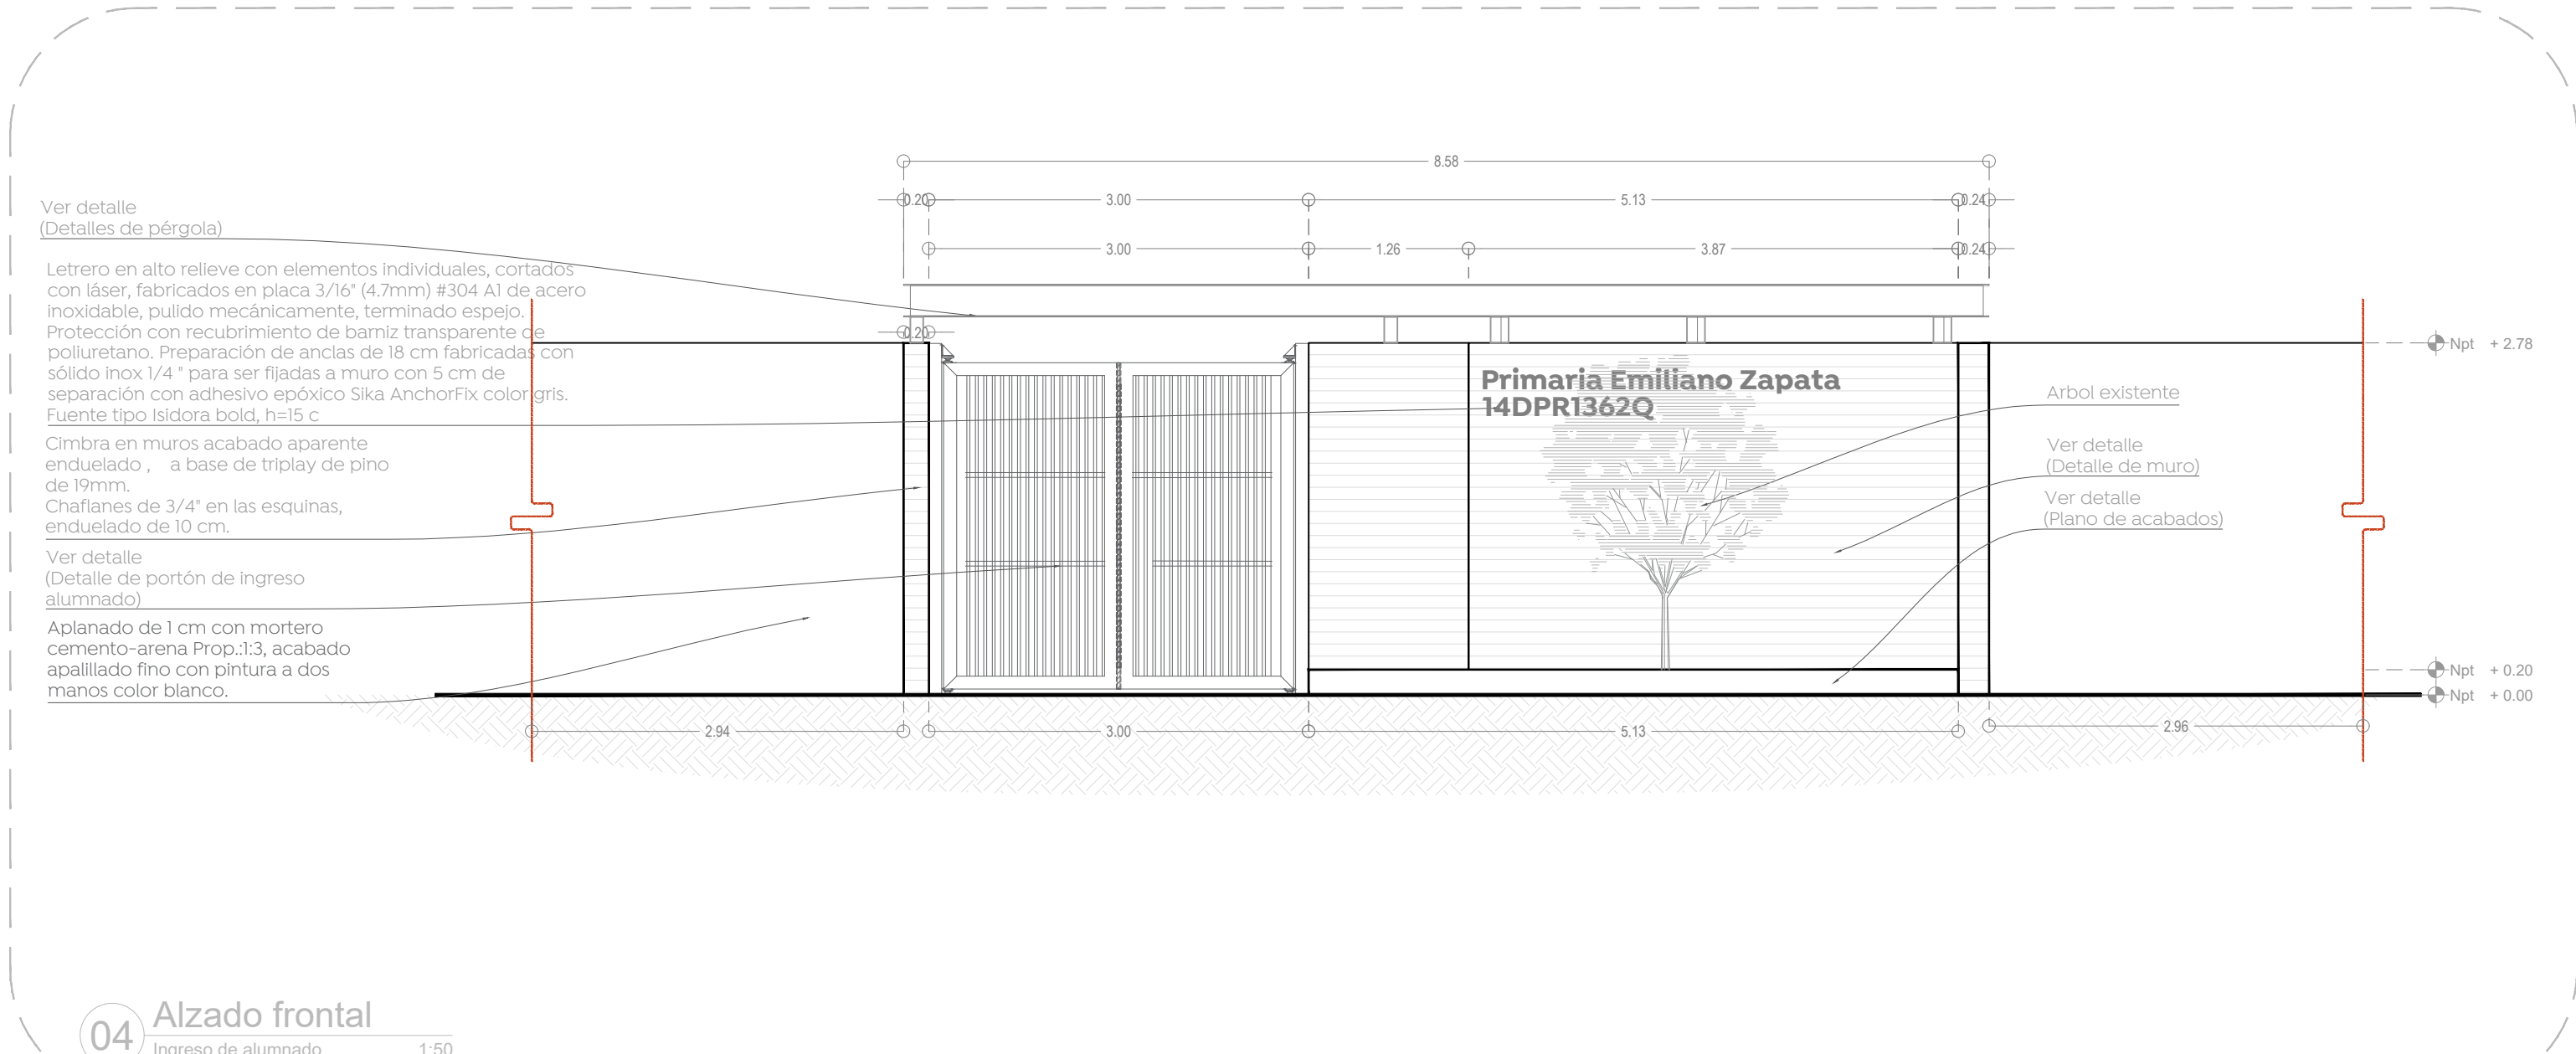 8.58
0.20
3.00
5.13
0.24
3.00
1.26
3.87
0.24
Ver detalle
(Detalles de pérgola)
Letrero en alto relieve con elementos individuales, cortados
con láser, fabricados en placa 3/16" (4.7mm) #304 A1 de acero
inoxidable, pulido mecánicamente, terminado espejo.
Protección con recubrimiento de barniz transparente de
poliuretano. Preparación de anclas de 18 cm fabricadas con
sólido inox 1/4 " para ser fijadas a muro con 5 cm de
separación con adhesivo epóxico Sika AnchorFix color gris.
Fuente tipo Isidora bold, h=15 c
Cimbra en muros acabado aparente
enduelado , a base de triplay de pino
de 19mm.
Chaflanes de 3/4" en las esquinas,
enduelado de 10 cm.
Ver detalle
(Detalle de portón de ingreso
alumnado)
Aplanado de 1 cm con mortero
cemento-arena Prop.:1:3, acabado
apalillado fino con pintura a dos
manos color blanco.
0.20
Primaria Emiliano Zapata
14DPR1362Q
Npt + 2.78
Arbol existente
Ver detalle
(Detalle de muro)
Ver detalle
(Plano de acabados)
Npt + 0.20
Npt + 0.00
2.94
3.00
5.13
2.96
04
Alzado frontal
Ingreso de alumnado 1:50